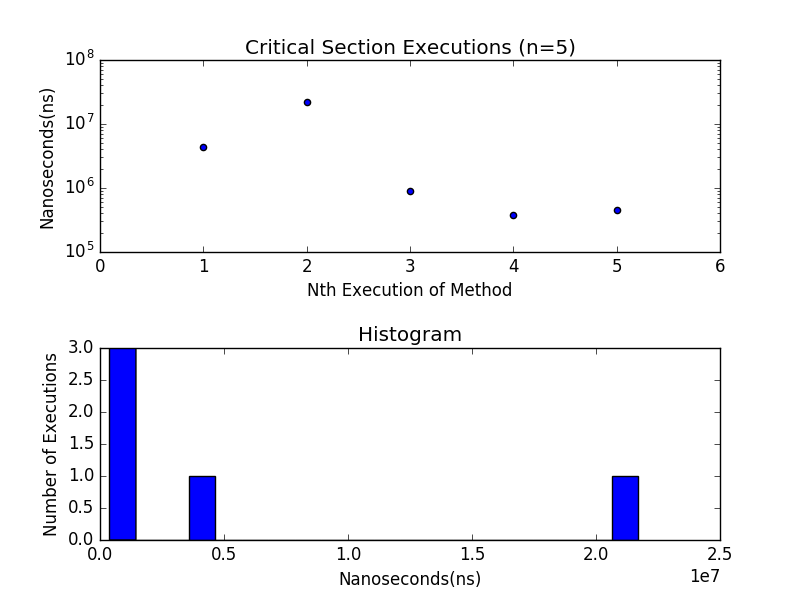 Critical Section Executions (n=5)
10^8
10^7
10^6
10^5
Nanoseconds(ns)
0 1 2 3 4 5 6
Nth Execution of Method
Histogram
3.0
2.5
2.0
1.5
1.0
0.5
0.0
Number of Executions
0.0 0.5 1.0 1.5 2.0 2.5
1e7
Nanoseconds(ns)